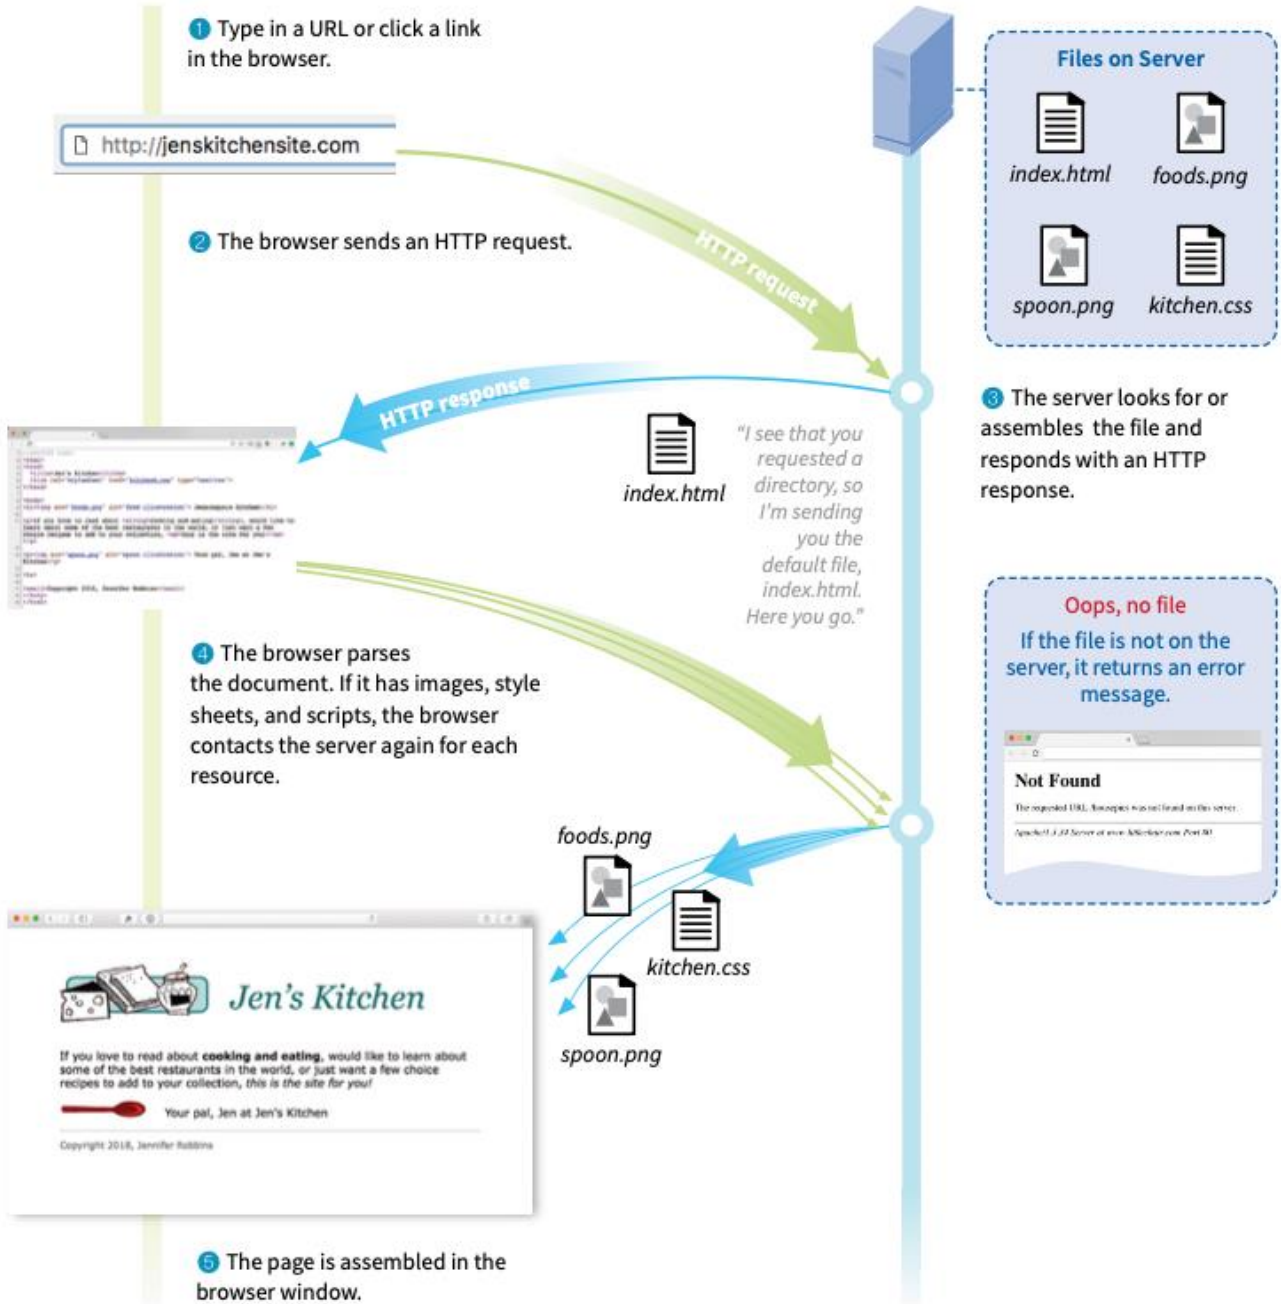 1 Type in a URL or click a link
in the browser.
http://jenskitchensite.com
Files on Server
index.html
foods.png
spoon.png
kitchen.css
2 The browser sends an HTTP request.
HTTP request
3 The server looks for or
assembles the file and
responds with an HTTP
response.
HTTP response
index.html
"I see that you
requested a
directory, so
I'm sending
you the
default file,
index.html.
Here you go."
Oops, no file
If the file is not on the
server, it returns an error
message.
Not Found
The requested URL was not found on this server.
4 The browser parses
the document. If it has images, style
sheets, and scripts, the browser
contacts the server again for each
resource.
foods.png
kitchen.css
spoon.png
Jen's Kitchen
If you love to read about cooking and eating, would like to learn about
some of the best restaurants in the world, or just want a few choice
recipes to add to your collection, this is the site for you!
Your pal, Jen at Jen's Kitchen
Copyright 2018, Jennifer Robbins
5 The page is assembled in the
browser window.